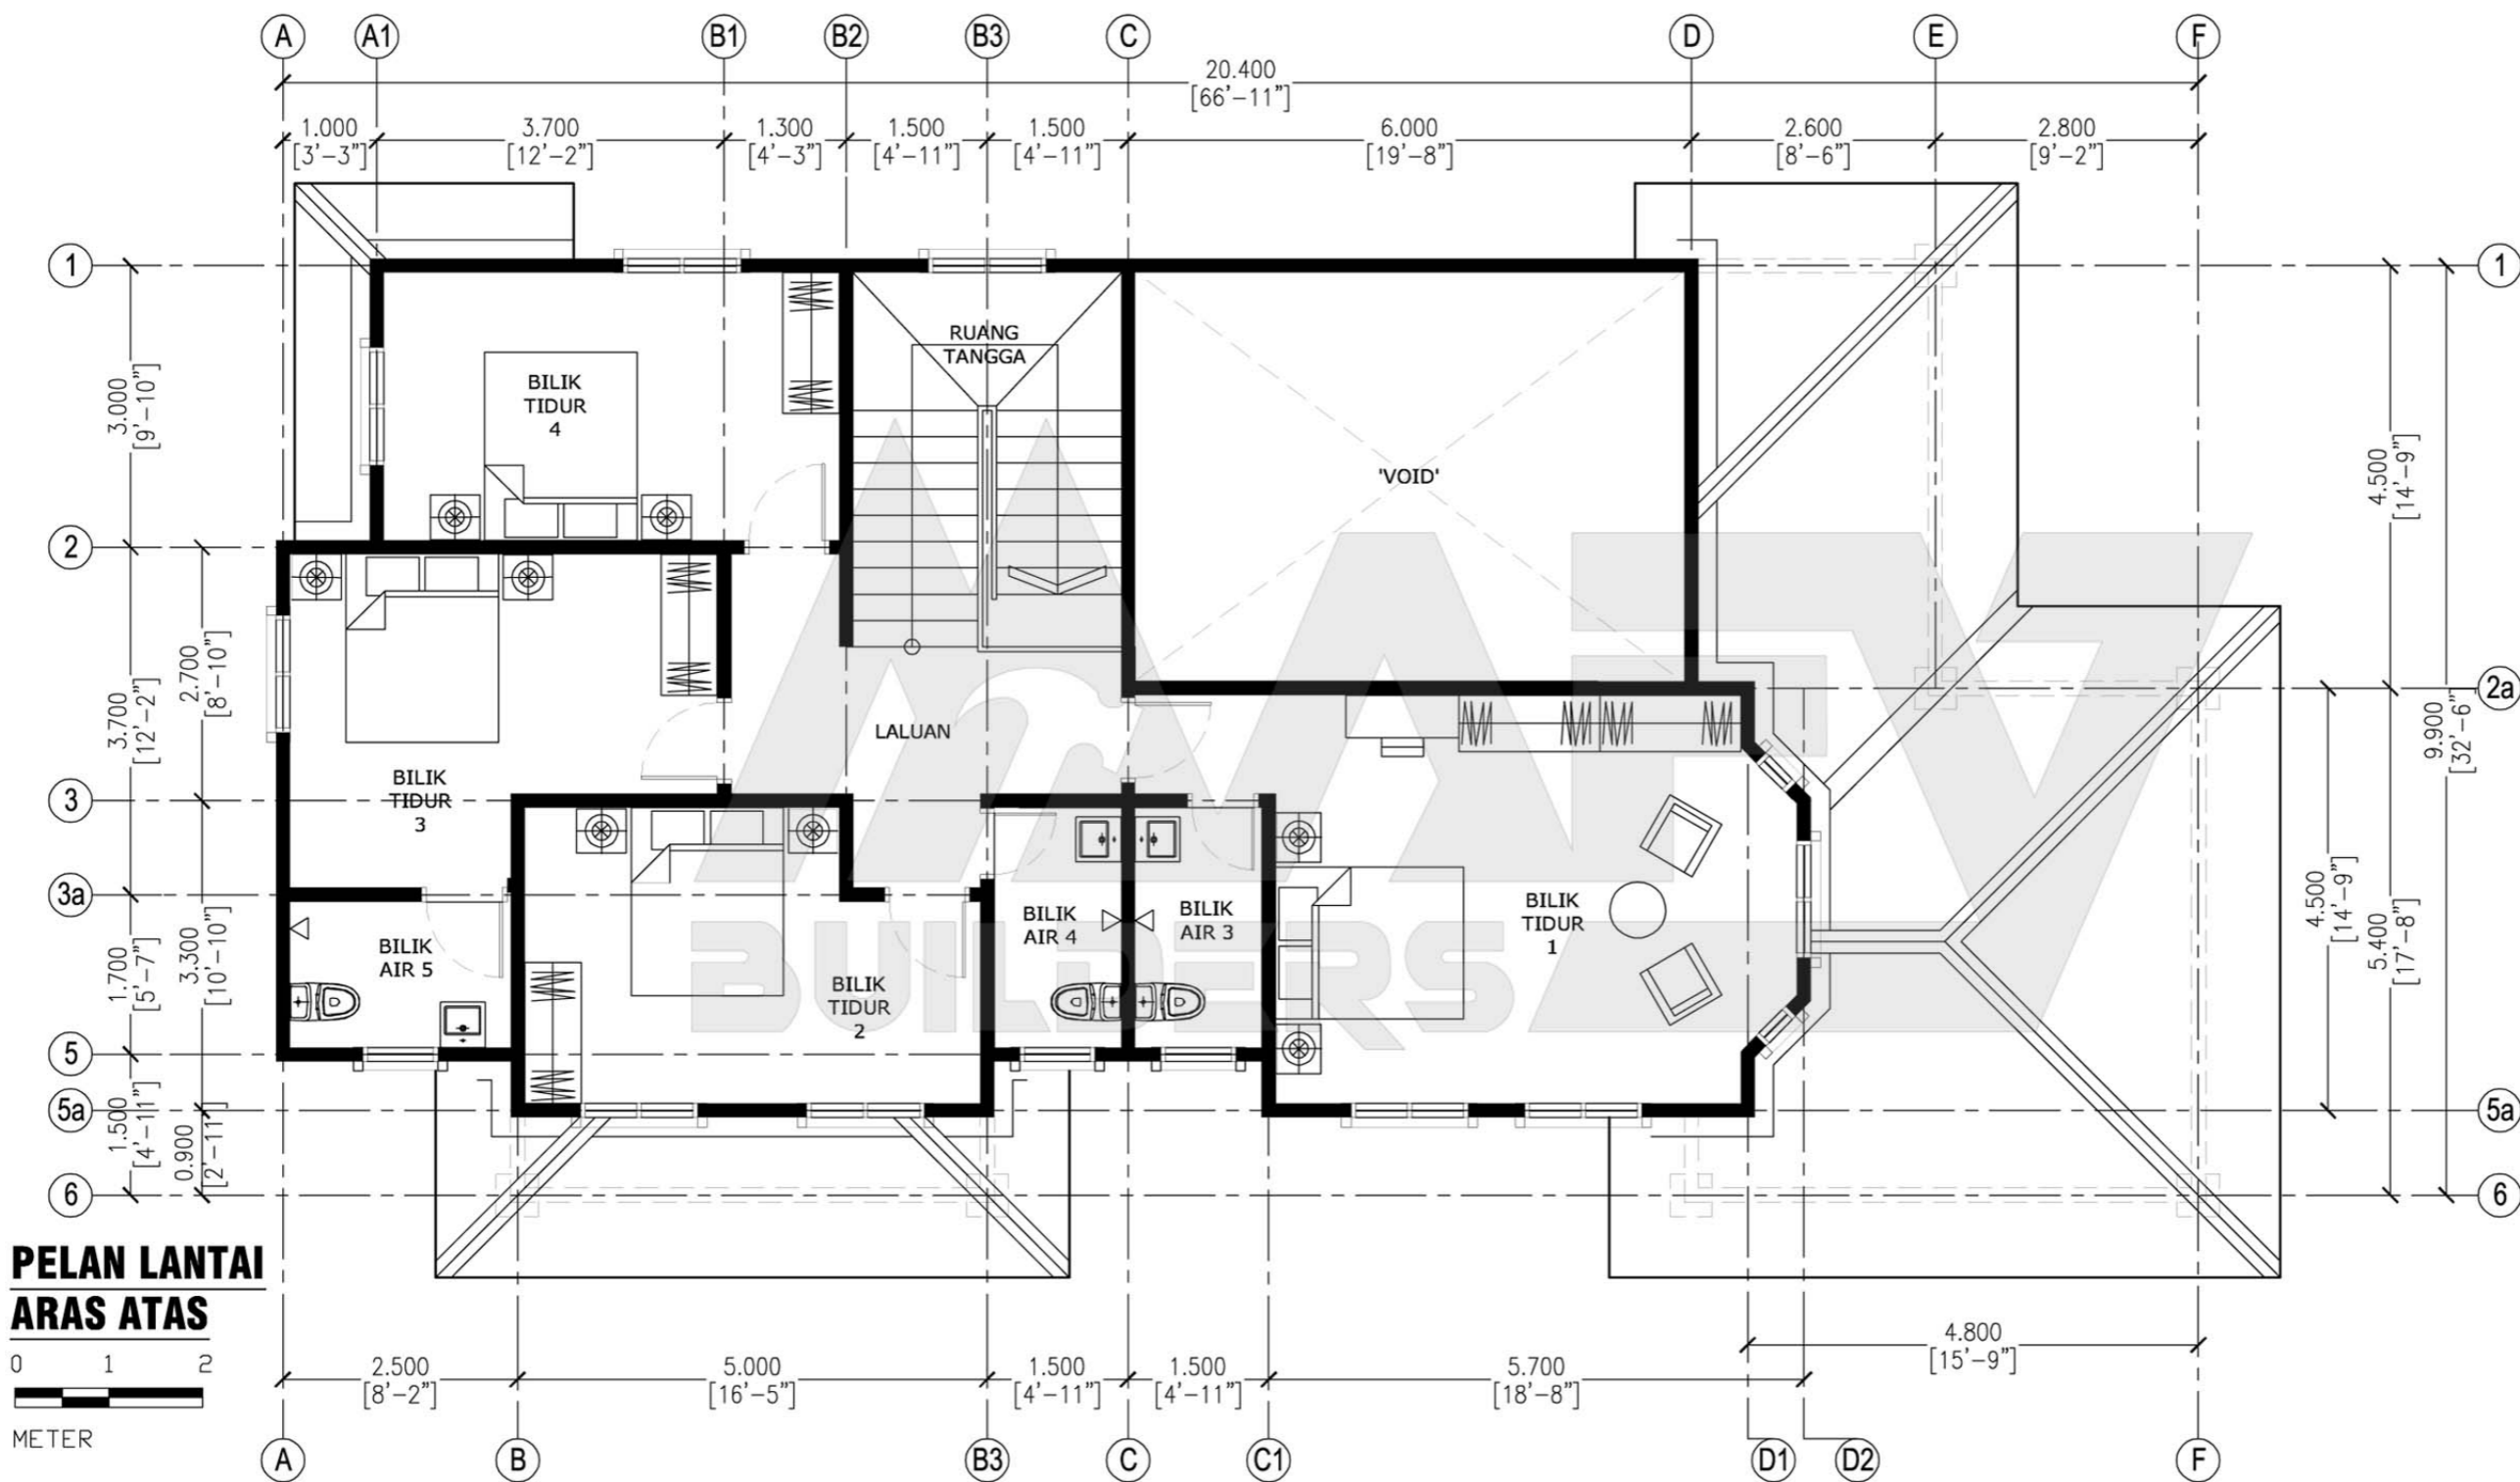 A A1 B1 B2 B3 C D E F
20.400
[66'-11"]
1.000 3.700 1.300 1.500 1.500 6.000 2.600 2.800
[3'-3"] [12'-2"] [4'-3"] [4'-11"] [4'-11"] [19'-8"] [8'-6"] [9'-2"]
1 1
RUANG
TANGGA
BILIK
TIDUR
4
3.000
[9'-10"]
'VOID'
4.500
[14'-9"]
2
2.700
[8'-10"]
3.700
[12'-2"]
2a
LALUAN
9.900
[32'-6"]
BILIK
TIDUR
3
3
3a
4.500
[14'-9"]
5.400
[17'-8"]
BILIK
AIR 5
BILIK
TIDUR
2
BILIK
AIR 4
BILIK
AIR 3
BILIK
TIDUR
1
1.700
[5'-7"]
3.300
[10'-10"]
MAFIZ
BUILDERS
5
5a 5a
1.500
[4'-11"]
0.900
[2'-11"]
6 6
PELAN LANTAI
ARAS ATAS
0 1 2
METER
4.800
[15'-9"]
2.500 5.000 1.500 1.500 5.700
[8'-2"] [16'-5"] [4'-11"] [4'-11"] [18'-8"]
A B B3 C C1 D1 D2 F